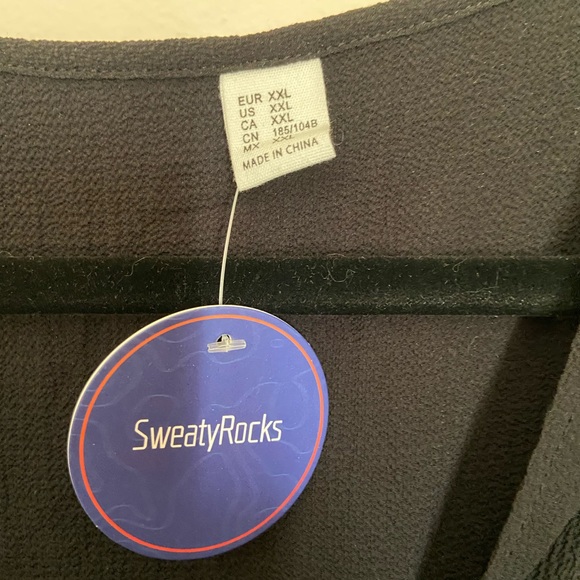 EUR XXL
US XXL
CA XXL
CN 185/104B
MX XXL
MADE IN CHINA
SweatyRocks